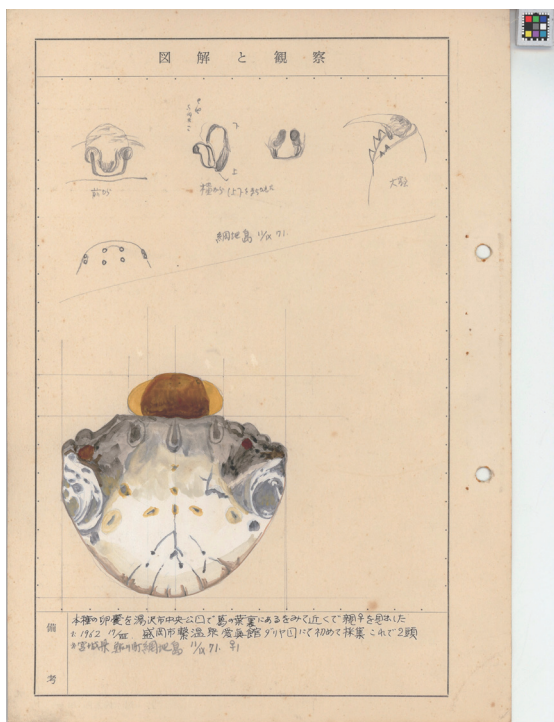 図解と観察
前から
横から
大顎
網地島 11/IX 71.
備考
本種の卵嚢を湯沢市中央公園で葛の葉裏にあるをみて近くで親♀を見出した
1962 盛岡市繋温泉愛真館ダリヤ園にて初めて採集 これで2頭
宮城県 網地島 11/IX 71. ♀1